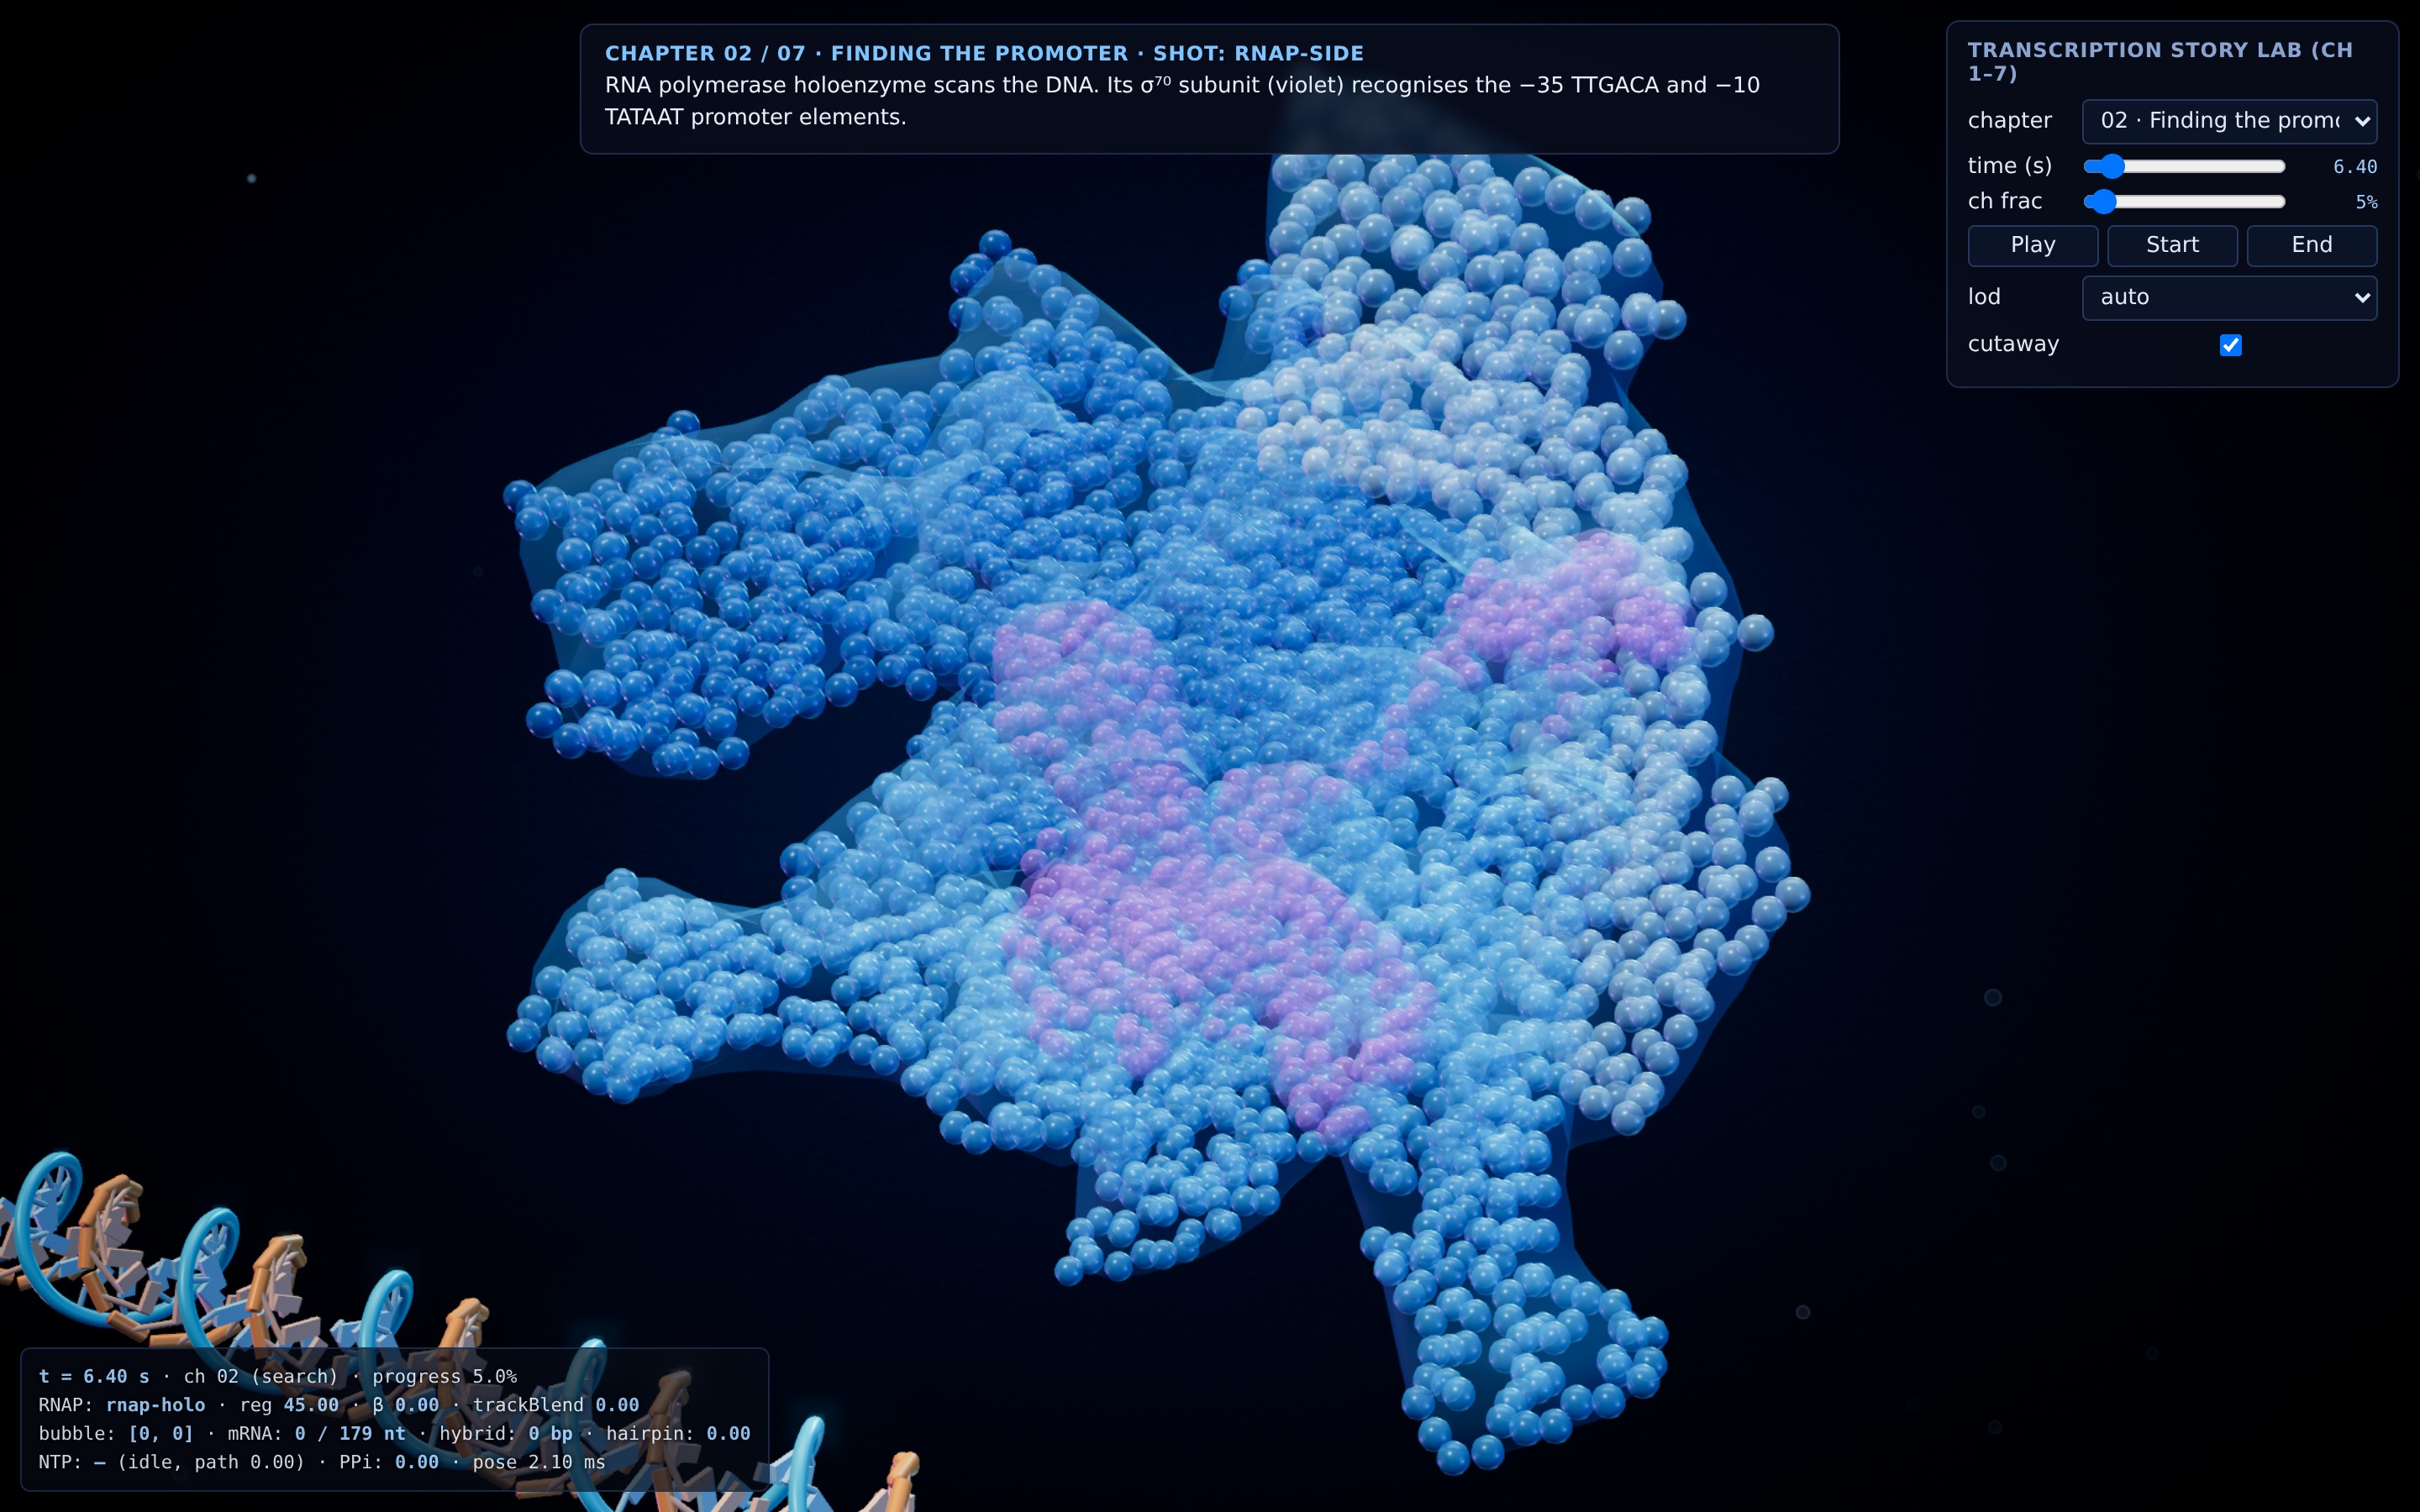 CHAPTER 02 / 07 · FINDING THE PROMOTER · SHOT: RNAP-SIDE
RNA polymerase holoenzyme scans the DNA. Its σ⁷⁰ subunit (violet) recognises the −35 TTGACA and −10
TATAAT promoter elements.
TRANSCRIPTION STORY LAB (CH
1–7)
chapter 02 · Finding the promo
time (s) 6.40
ch frac 5%
Play Start End
lod auto
cutaway
t = 6.40 s · ch 02 (search) · progress 5.0%
RNAP: rnap-holo · reg 45.00 · β 0.00 · trackBlend 0.00
bubble: [0, 0] · mRNA: 0 / 179 nt · hybrid: 0 bp · hairpin: 0.00
NTP: — (idle, path 0.00) · PPi: 0.00 · pose 2.10 ms